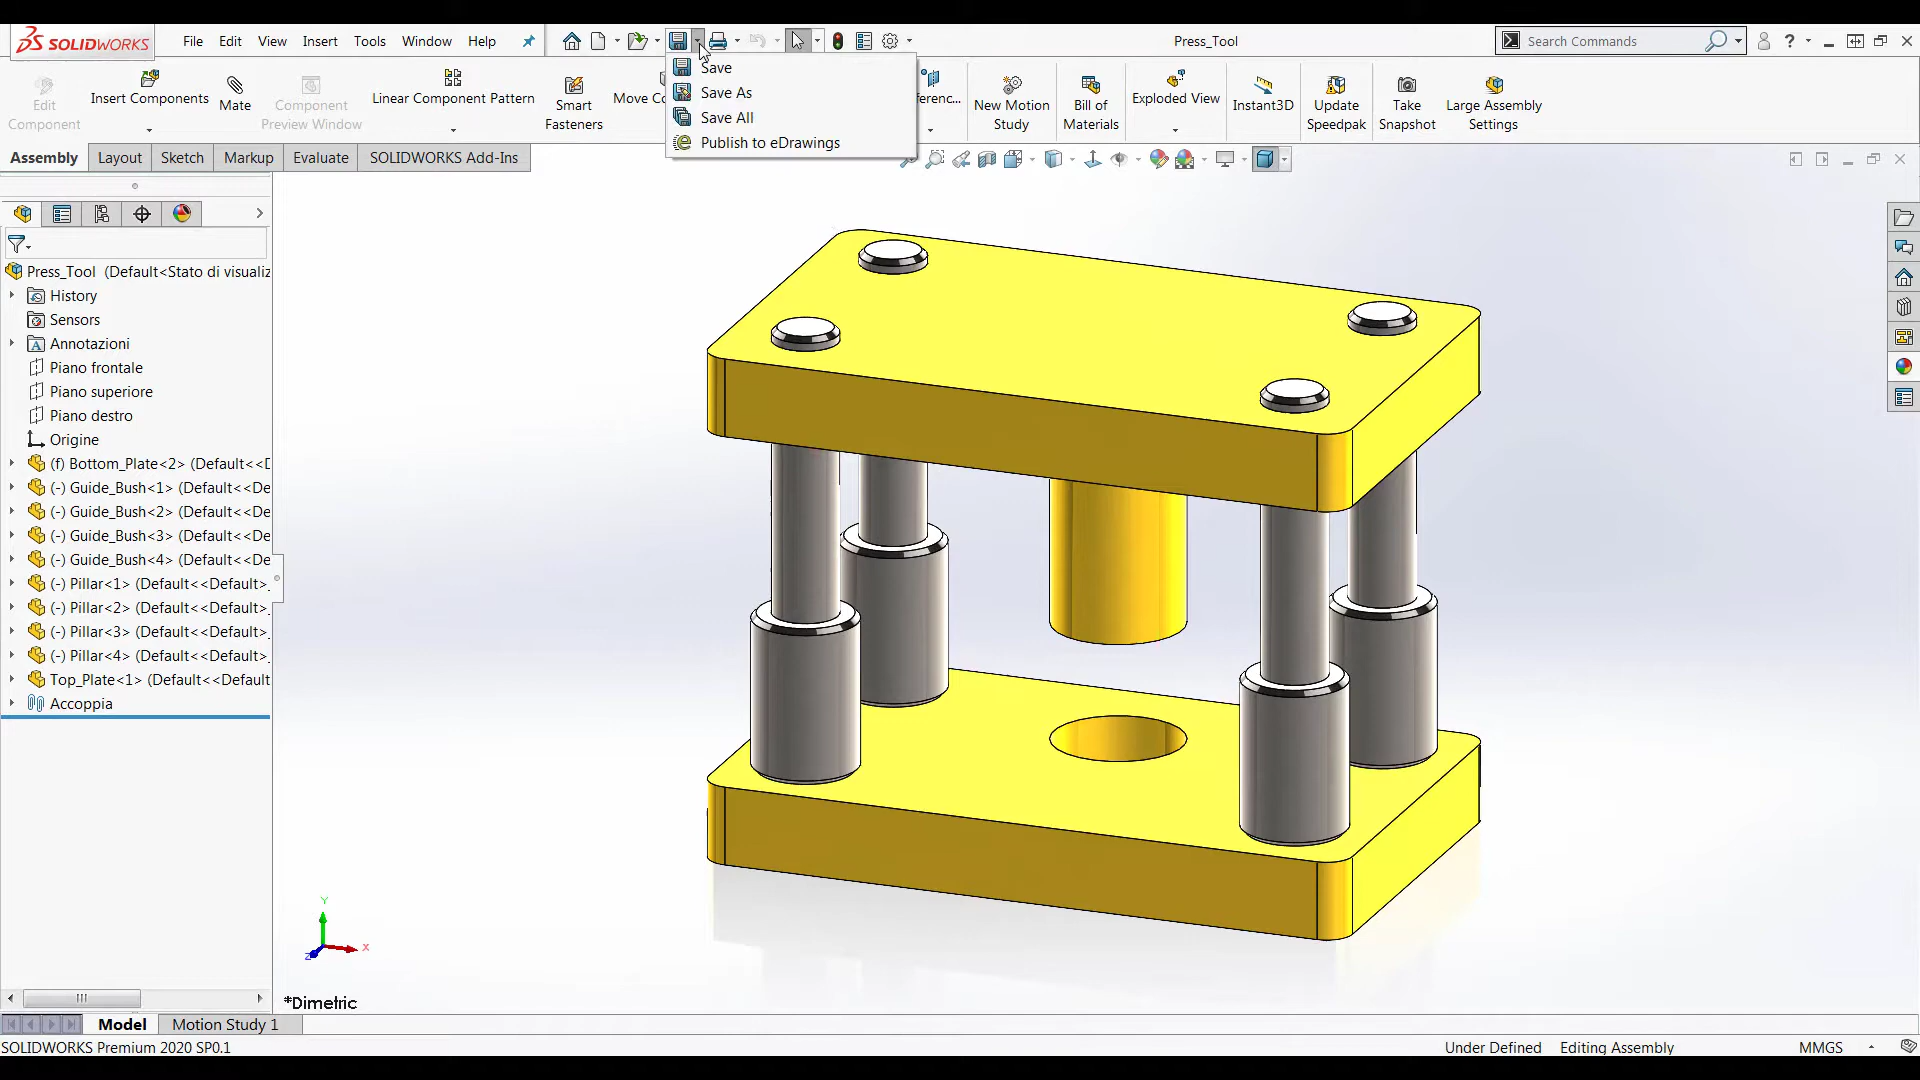 SOLIDWORKS
File Edit View Insert Tools Window Help
Press_Tool
Search Commands
Save
Save As
Save All
Publish to eDrawings
Edit Component
Insert Components
Mate
Component Preview Window
Linear Component Pattern
Smart Fasteners
Move Co
ferenc...
New Motion Study
Bill of Materials
Exploded View
Instant3D
Update Speedpak
Take Snapshot
Large Assembly Settings
Assembly Layout Sketch Markup Evaluate SOLIDWORKS Add-Ins
Press_Tool (Default<Stato di visualiz
History
Sensors
Annotazioni
Piano frontale
Piano superiore
Piano destro
Origine
(f) Bottom_Plate<2> (Default<<D
(-) Guide_Bush<1> (Default<<De
(-) Guide_Bush<2> (Default<<De
(-) Guide_Bush<3> (Default<<De
(-) Guide_Bush<4> (Default<<De
(-) Pillar<1> (Default<<Default>_
(-) Pillar<2> (Default<<Default>_
(-) Pillar<3> (Default<<Default>_
(-) Pillar<4> (Default<<Default>_
Top_Plate<1> (Default<<Default
Accoppia
Y
X
Z
*Dimetric
Model Motion Study 1
SOLIDWORKS Premium 2020 SP0.1
Under Defined Editing Assembly MMGS